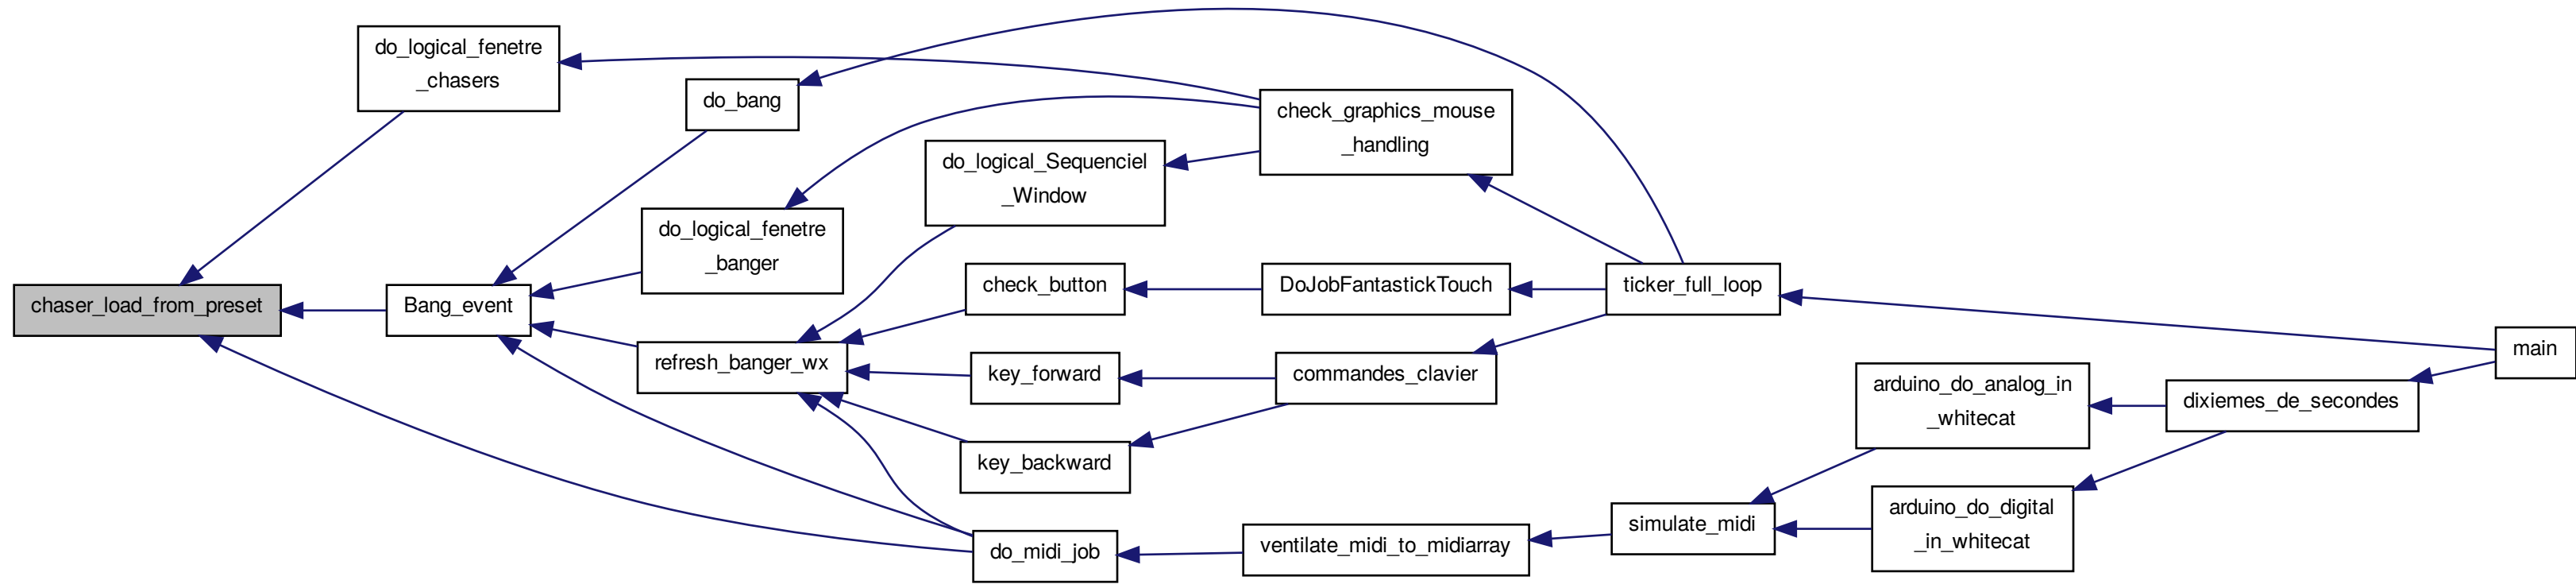 do_logical_fenetre
_chasers
do_bang
check_graphics_mouse
_handling
do_logical_Sequenciel
_Window
do_logical_fenetre
_banger
chaser_load_from_preset
Bang_event
check_button
DoJobFantastickTouch
ticker_full_loop
refresh_banger_wx
key_forward
commandes_clavier
main
arduino_do_analog_in
_whitecat
dixiemes_de_secondes
key_backward
simulate_midi
arduino_do_digital
_in_whitecat
do_midi_job
ventilate_midi_to_midiarray